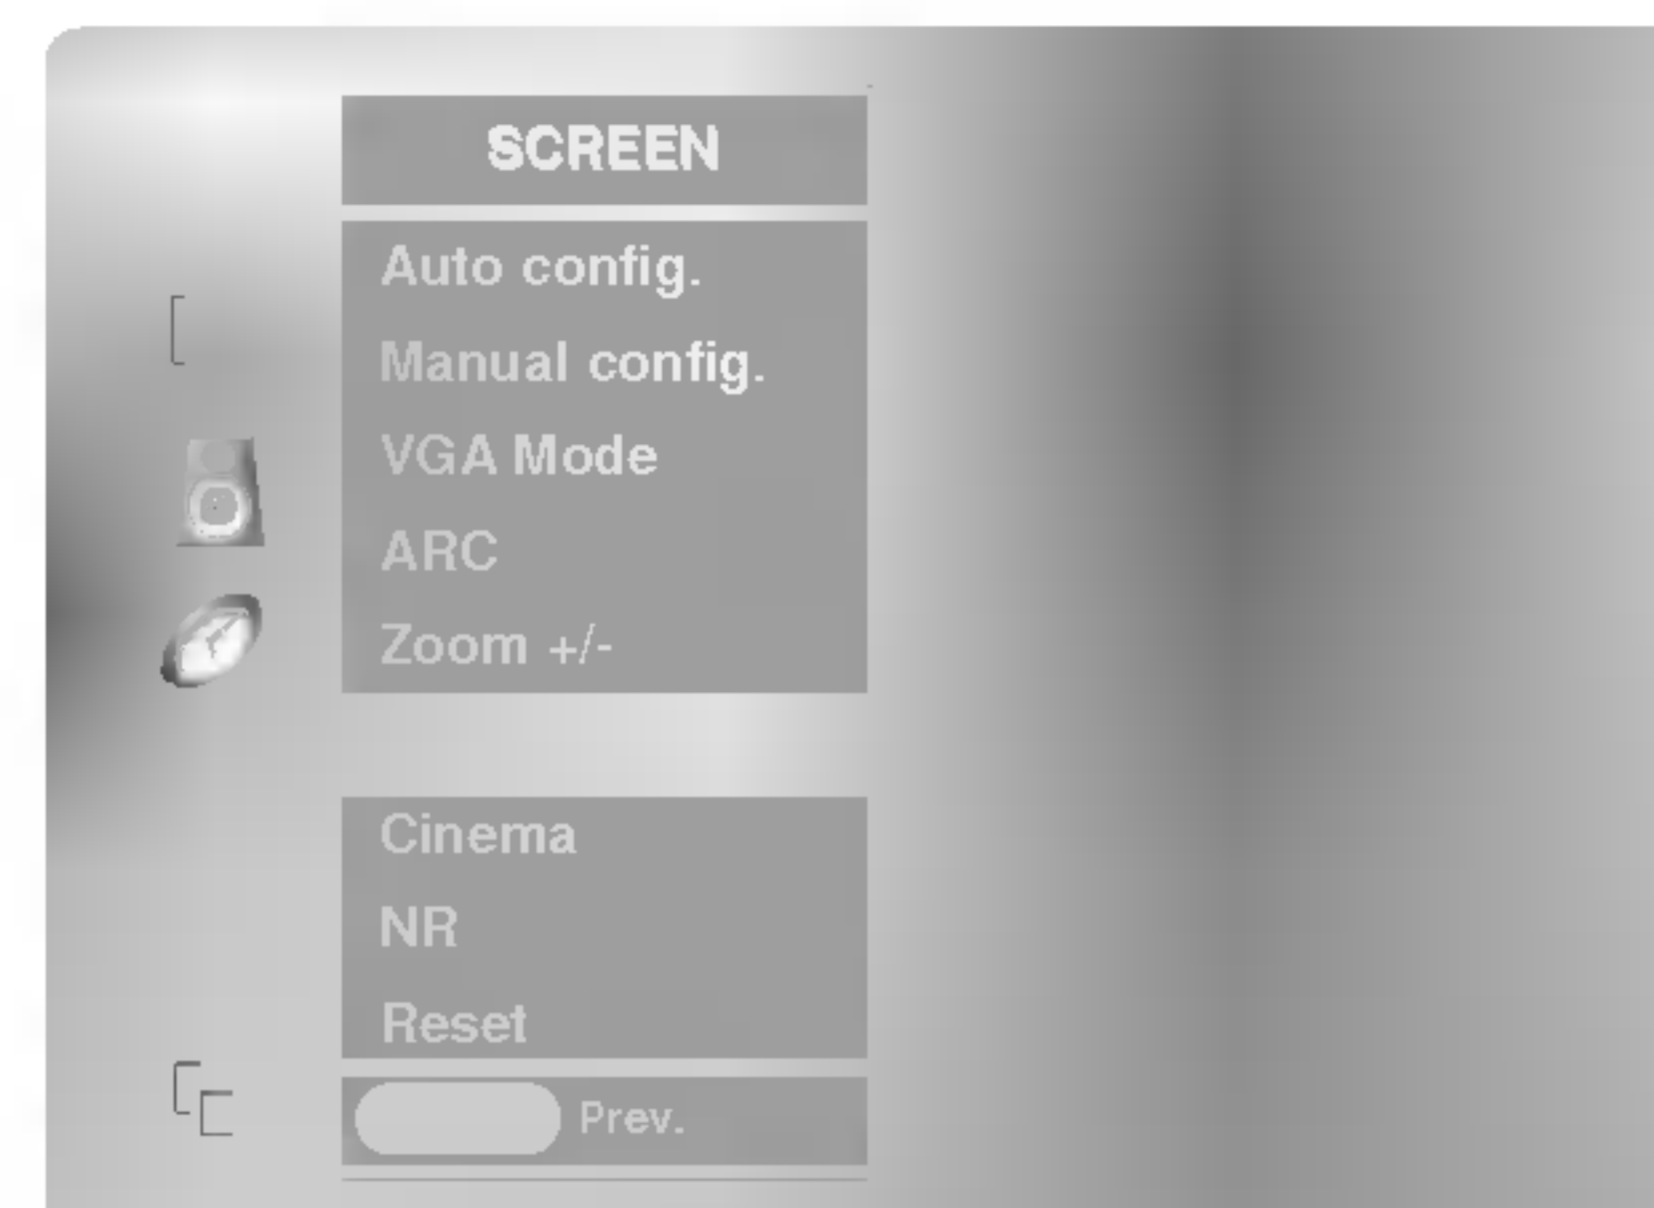 SCREEN
Auto config.
Manual config.
VGA Mode
ARC
Zoom +/-
Cinema
NR
Reset
Prev.